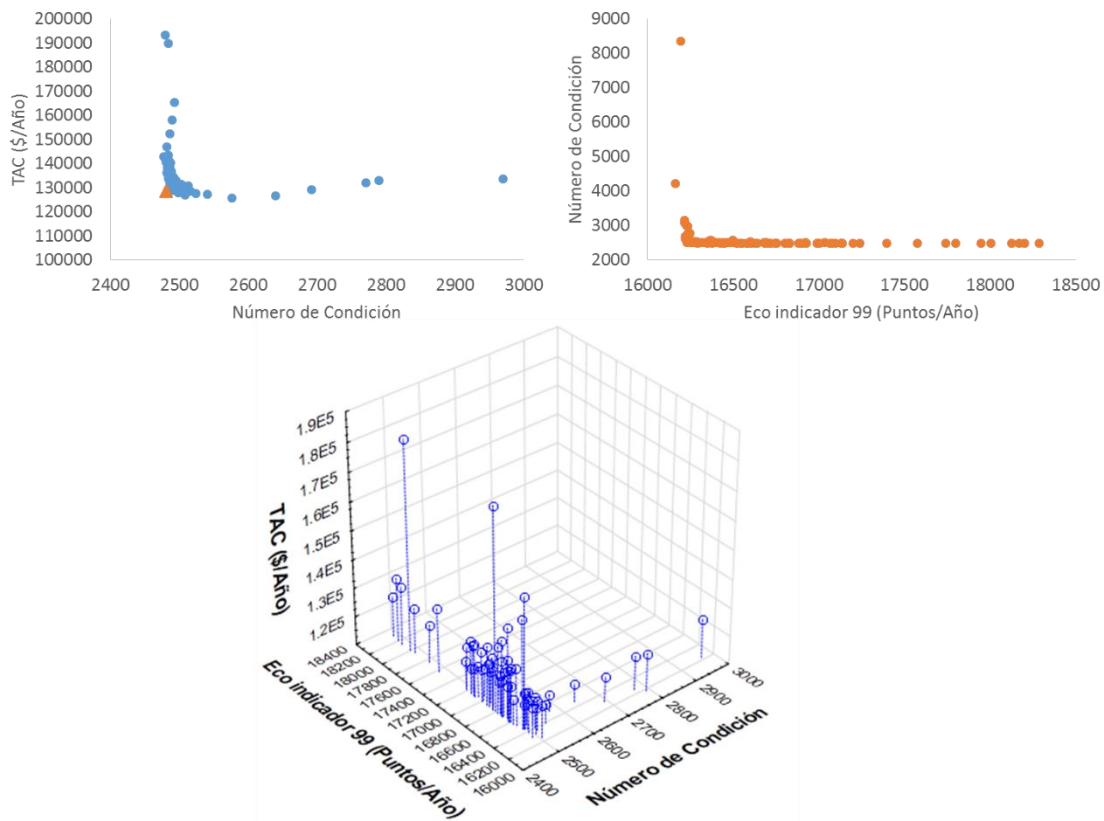 200000
190000
180000
170000
160000
150000
140000
130000
120000
110000
100000
TAC ($/Año)
2400 2500 2600 2700 2800 2900 3000
Número de Condición
9000
8000
7000
6000
5000
4000
3000
2000
Número de Condición
16000 16500 17000 17500 18000 18500
Eco indicador 99 (Puntos/Año)
1.9E5
1.8E5
1.7E5
1.6E5
1.5E5
1.4E5
1.3E5
1.2E5
TAC ($/Año)
18400
18200
18000
17800
17600
17400
17200
17000
16800
16600
16400
16200
16000
Eco indicador 99 (Puntos/Año)
2400
2500
2600
2700
2800
2900
3000
Número de Condición